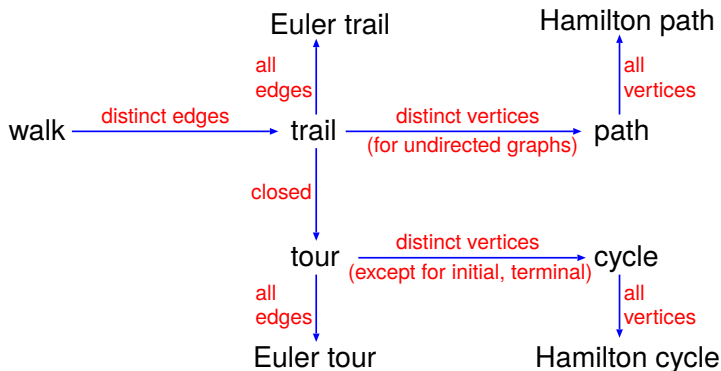 Euler trail
Hamilton path
all
edges
all
vertices
walk
distinct edges
trail
distinct vertices
(for undirected graphs)
path
closed
tour
distinct vertices
(except for initial, terminal)
cycle
all
edges
all
vertices
Euler tour
Hamilton cycle